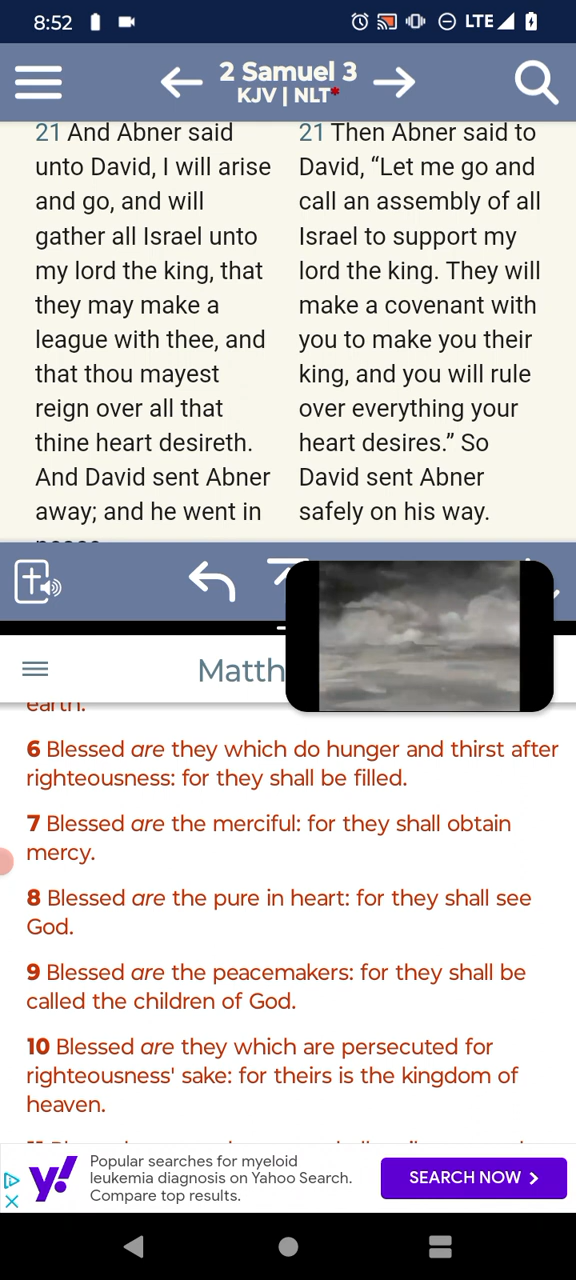 8:52
LTE
2 Samuel 3
KJV | NLT*
21 And Abner said
unto David, I will arise
and go, and will
gather all Israel unto
my lord the king, that
they may make a
league with thee, and
that thou mayest
reign over all that
thine heart desireth.
And David sent Abner
away; and he went in
21 Then Abner said to
David, “Let me go and
call an assembly of all
Israel to support my
lord the king. They will
make a covenant with
you to make you their
king, and you will rule
over everything your
heart desires.” So
David sent Abner
safely on his way.
Matth
earth.
6 Blessed are they which do hunger and thirst after
righteousness: for they shall be filled.
7 Blessed are the merciful: for they shall obtain
mercy.
8 Blessed are the pure in heart: for they shall see
God.
9 Blessed are the peacemakers: for they shall be
called the children of God.
10 Blessed are they which are persecuted for
righteousness' sake: for theirs is the kingdom of
heaven.
y!
Popular searches for myeloid
leukemia diagnosis on Yahoo Search.
Compare top results.
SEARCH NOW